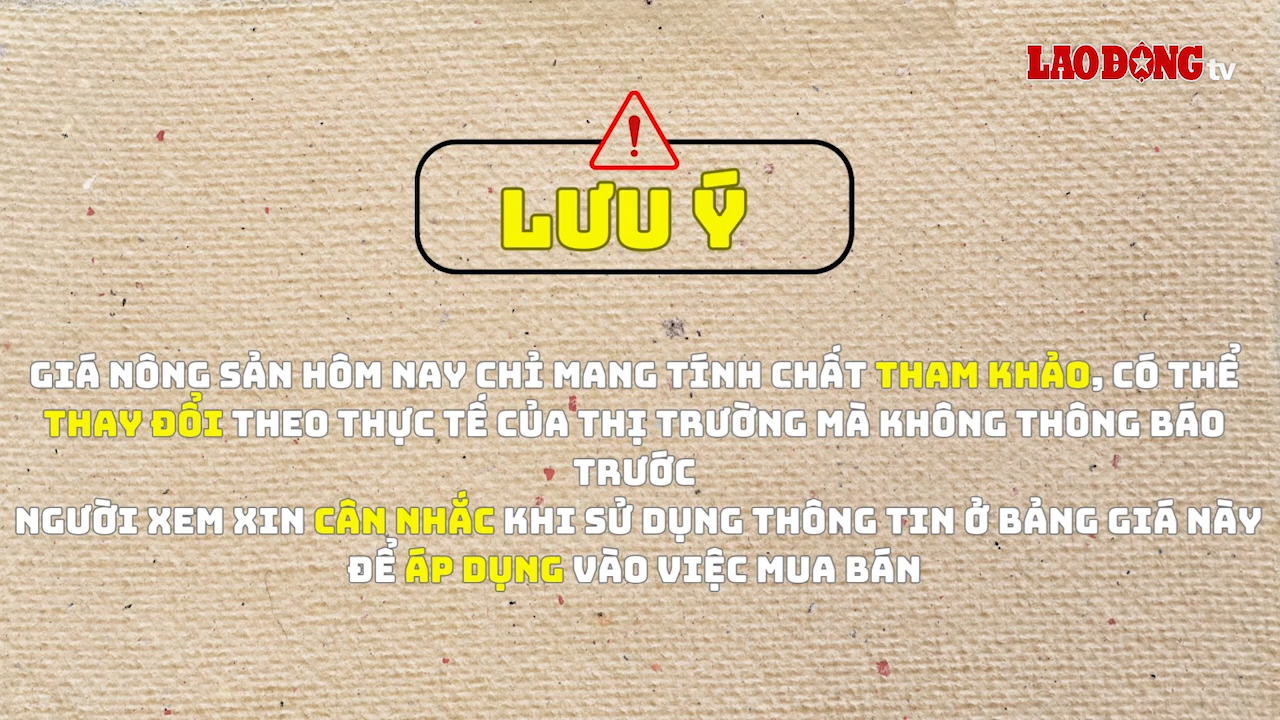 LAO ĐỘNG tv
LƯU Ý
GIÁ NÔNG SẢN HÔM NAY CHỈ MANG TÍNH CHẤT THAM KHẢO, CÓ THỂ
THAY ĐỔI THEO THỰC TẾ CỦA THỊ TRƯỜNG MÀ KHÔNG THÔNG BÁO
TRƯỚC
NGƯỜI XEM XIN CÂN NHẮC KHI SỬ DỤNG THÔNG TIN Ở BẢNG GIÁ NÀY
ĐỂ ÁP DỤNG VÀO VIỆC MUA BÁN